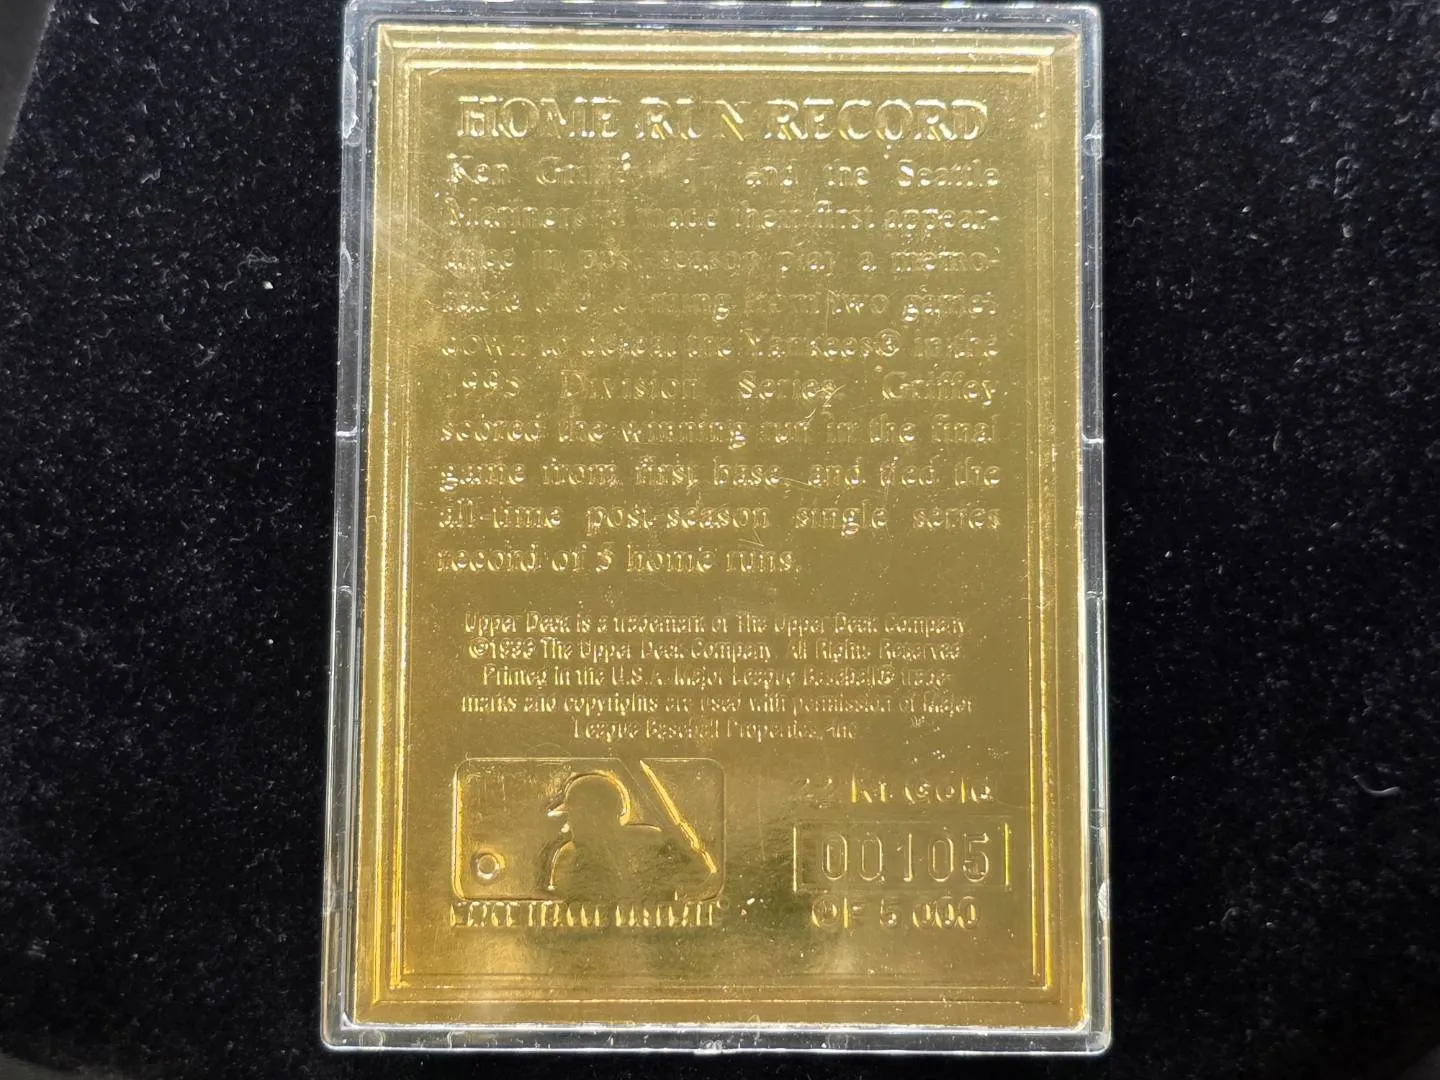 HOME RUN RECORD
Ken Griffey Jr. and the Seattle
Mariners® made their first appear-
ance in post-season play a memo-
rable one coming from two games
down to defeat the Yankees® in the
1995 Division Series. Griffey
scored the winning run in the final
game from first base, and tied the
all-time post-season single series
record of 5 home runs.
Upper Deck is a trademark of The Upper Deck Company.
©1996 The Upper Deck Company. All Rights Reserved.
Printed in the U.S.A. Major League Baseball® trade-
marks and copyrights are used with permission of Major
League Baseball Properties, Inc.
22 Kt. Gold
00105
OF 5,000